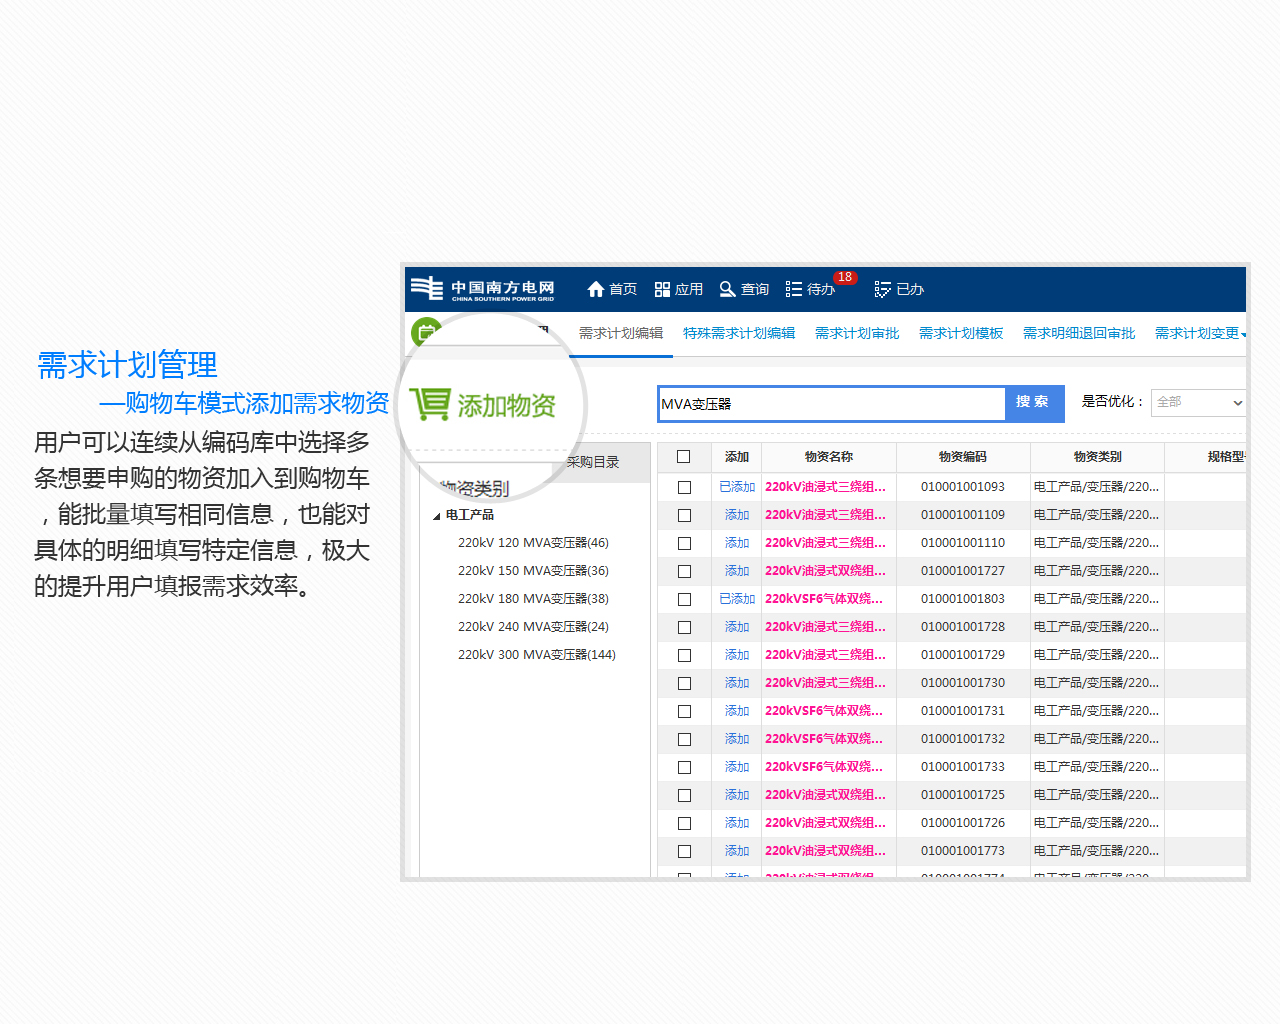 中国南方电网
CHINA SOUTHERN POWER GRID
首页 应用 查询 待办 18 已办
需求计划编辑 特殊需求计划编辑 需求计划审批 需求计划模板 需求明细退回审批 需求计划变更
需求计划管理
—购物车模式添加需求物资
用户可以连续从编码库中选择多
条想要申购的物资加入到购物车
，能批量填写相同信息，也能对
具体的明细填写特定信息，极大
的提升用户填报需求效率。
添加物资
MVA变压器 搜 索 是否优化： 全部
采购目录
物资类别
电工产品
220kV 120 MVA变压器(46)
220kV 150 MVA变压器(36)
220kV 180 MVA变压器(38)
220kV 240 MVA变压器(24)
220kV 300 MVA变压器(144)
添加 物资名称 物资编码 物资类别 规格型
已添加 220kV油浸式三绕组... 010001001093 电工产品/变压器/220...
添加 220kV油浸式三绕组... 010001001109 电工产品/变压器/220...
添加 220kV油浸式三绕组... 010001001110 电工产品/变压器/220...
添加 220kV油浸式双绕组... 010001001727 电工产品/变压器/220...
已添加 220kVSF6气体双绕... 010001001803 电工产品/变压器/220...
添加 220kV油浸式三绕组... 010001001728 电工产品/变压器/220...
添加 220kV油浸式三绕组... 010001001729 电工产品/变压器/220...
添加 220kV油浸式三绕组... 010001001730 电工产品/变压器/220...
添加 220kVSF6气体双绕... 010001001731 电工产品/变压器/220...
添加 220kVSF6气体双绕... 010001001732 电工产品/变压器/220...
添加 220kVSF6气体双绕... 010001001733 电工产品/变压器/220...
添加 220kV油浸式双绕组... 010001001725 电工产品/变压器/220...
添加 220kV油浸式双绕组... 010001001726 电工产品/变压器/220...
添加 220kV油浸式双绕组... 010001001773 电工产品/变压器/220...
添加 220kV油浸式双绕组... 010001001774 电工产品/变压器/220...